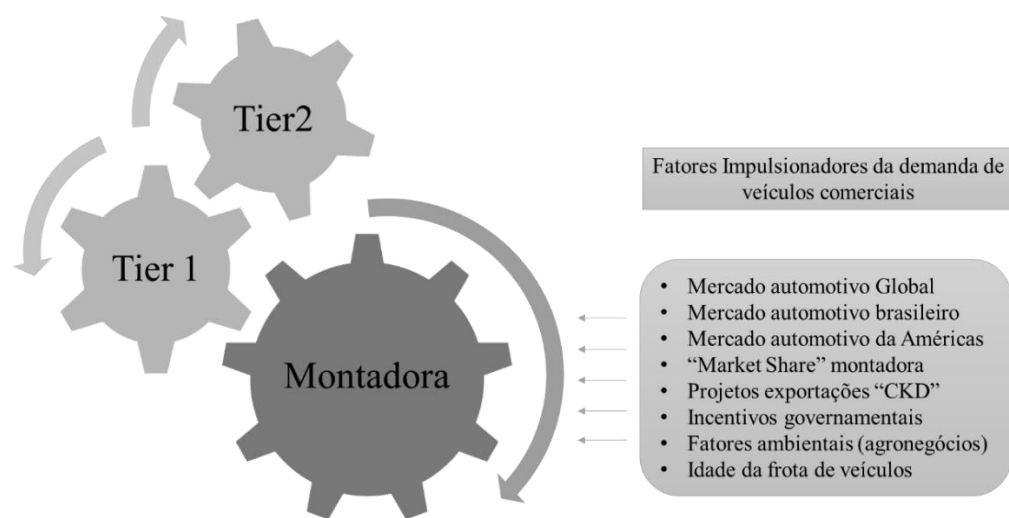 Tier2
Tier 1
Montadora
Fatores Impulsionadores da demanda de
veículos comerciais
• Mercado automotivo Global
• Mercado automotivo brasileiro
• Mercado automotivo da Américas
• “Market Share” montadora
• Projetos exportações “CKD”
• Incentivos governamentais
• Fatores ambientais (agronegócios)
• Idade da frota de veículos